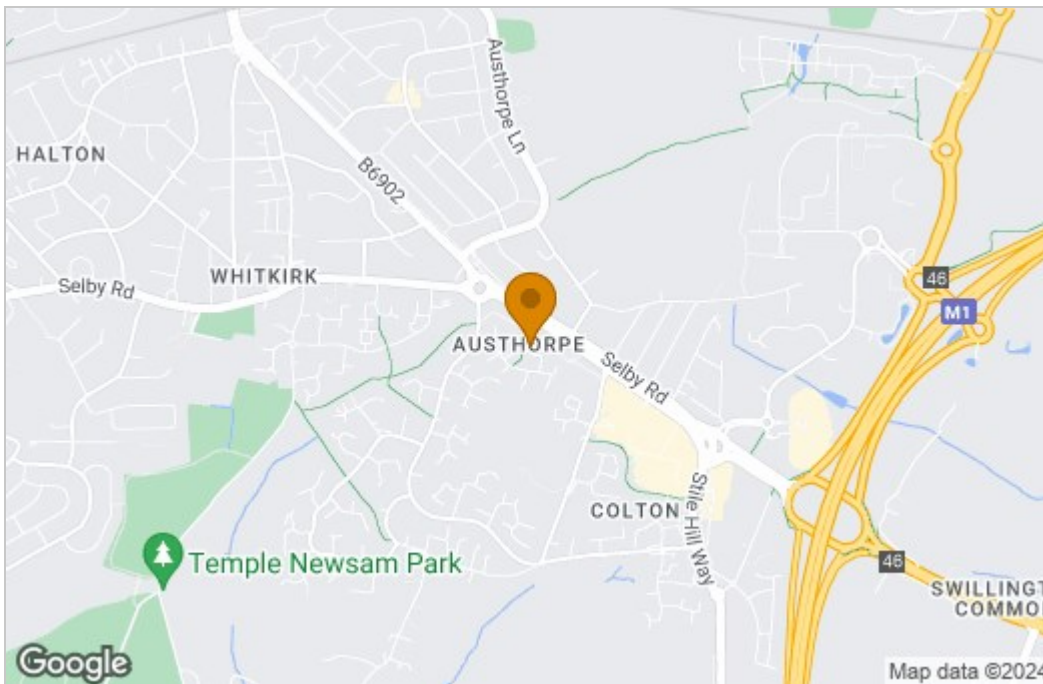 Austhorpe Ln
HALTON
B6902
WHITKIRK
Selby Rd
46
M1
AUSTHORPE
Selby Rd
COLTON
Stile Hill Way
Temple Newsam Park
46
SWILLINGT
COMMO
Google
Map data ©2024